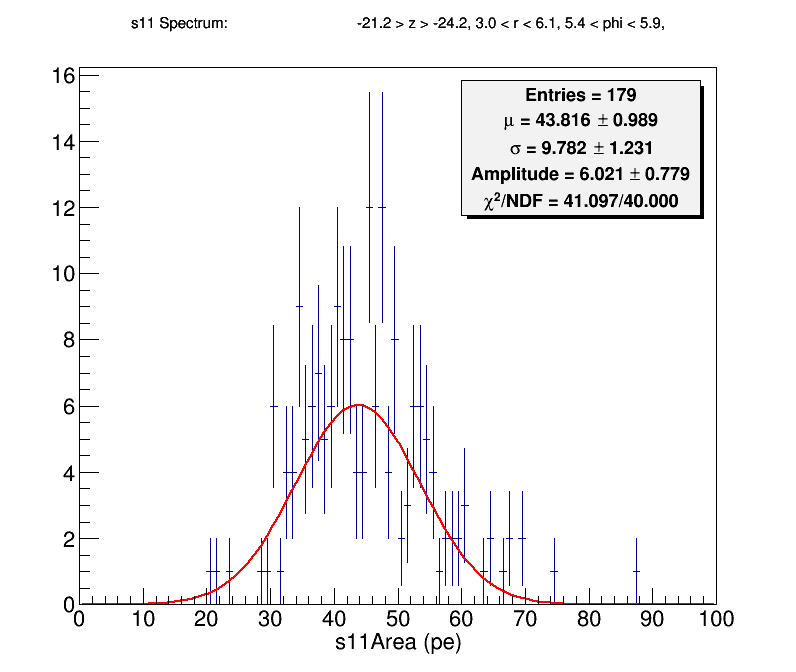 s11 Spectrum: -21.2 > z > -24.2, 3.0 < r < 6.1, 5.4 < phi < 5.9,
Entries = 179
μ = 43.816 ± 0.989
σ = 9.782 ± 1.231
Amplitude = 6.021 ± 0.779
χ²/NDF = 41.097/40.000
16
14
12
10
8
6
4
2
0
0 10 20 30 40 50 60 70 80 90 100
s11Area (pe)